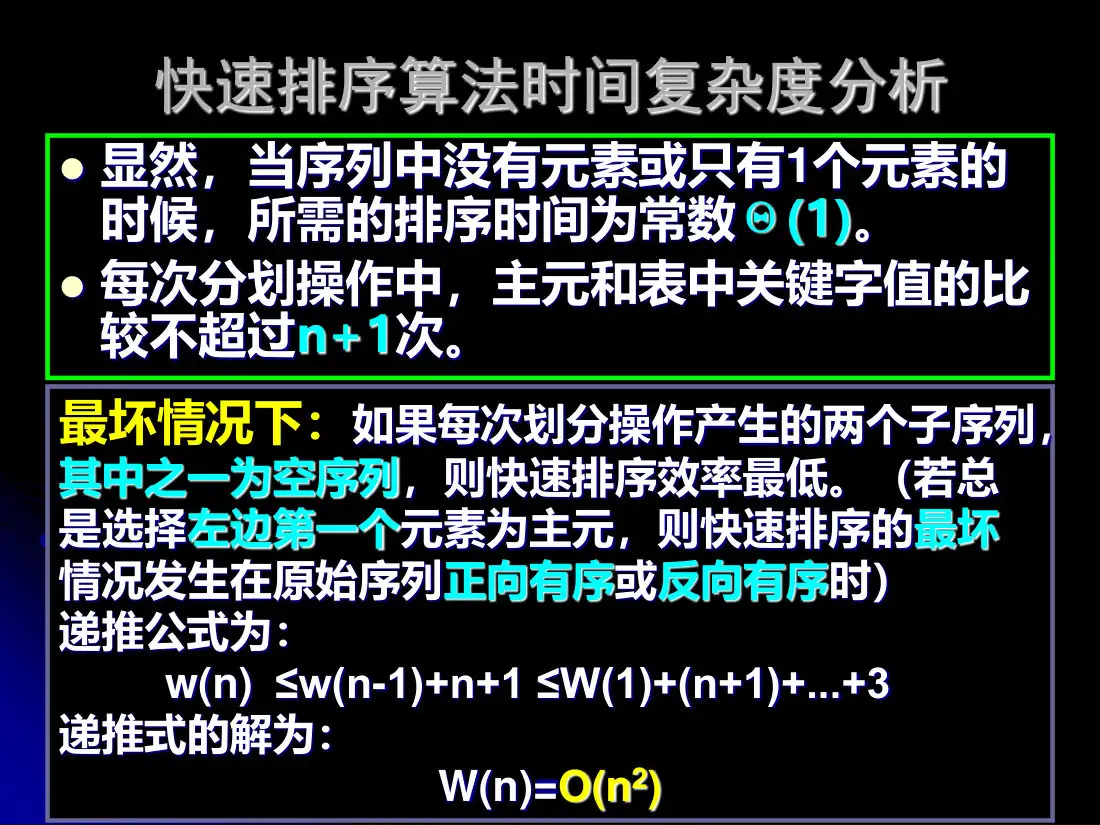 快速排序算法时间复杂度分析
● 显然，当序列中没有元素或只有1个元素的
时候，所需的排序时间为常数Θ(1)。
● 每次分划操作中，主元和表中关键字值的比
较不超过n+1次。
最坏情况下：如果每次划分操作产生的两个子序列，
其中之一为空序列，则快速排序效率最低。（若总
是选择左边第一个元素为主元，则快速排序的最坏
情况发生在原始序列正向有序或反向有序时）
递推公式为：
w(n) ≤w(n-1)+n+1 ≤W(1)+(n+1)+...+3
递推式的解为：
W(n)=O(n²)